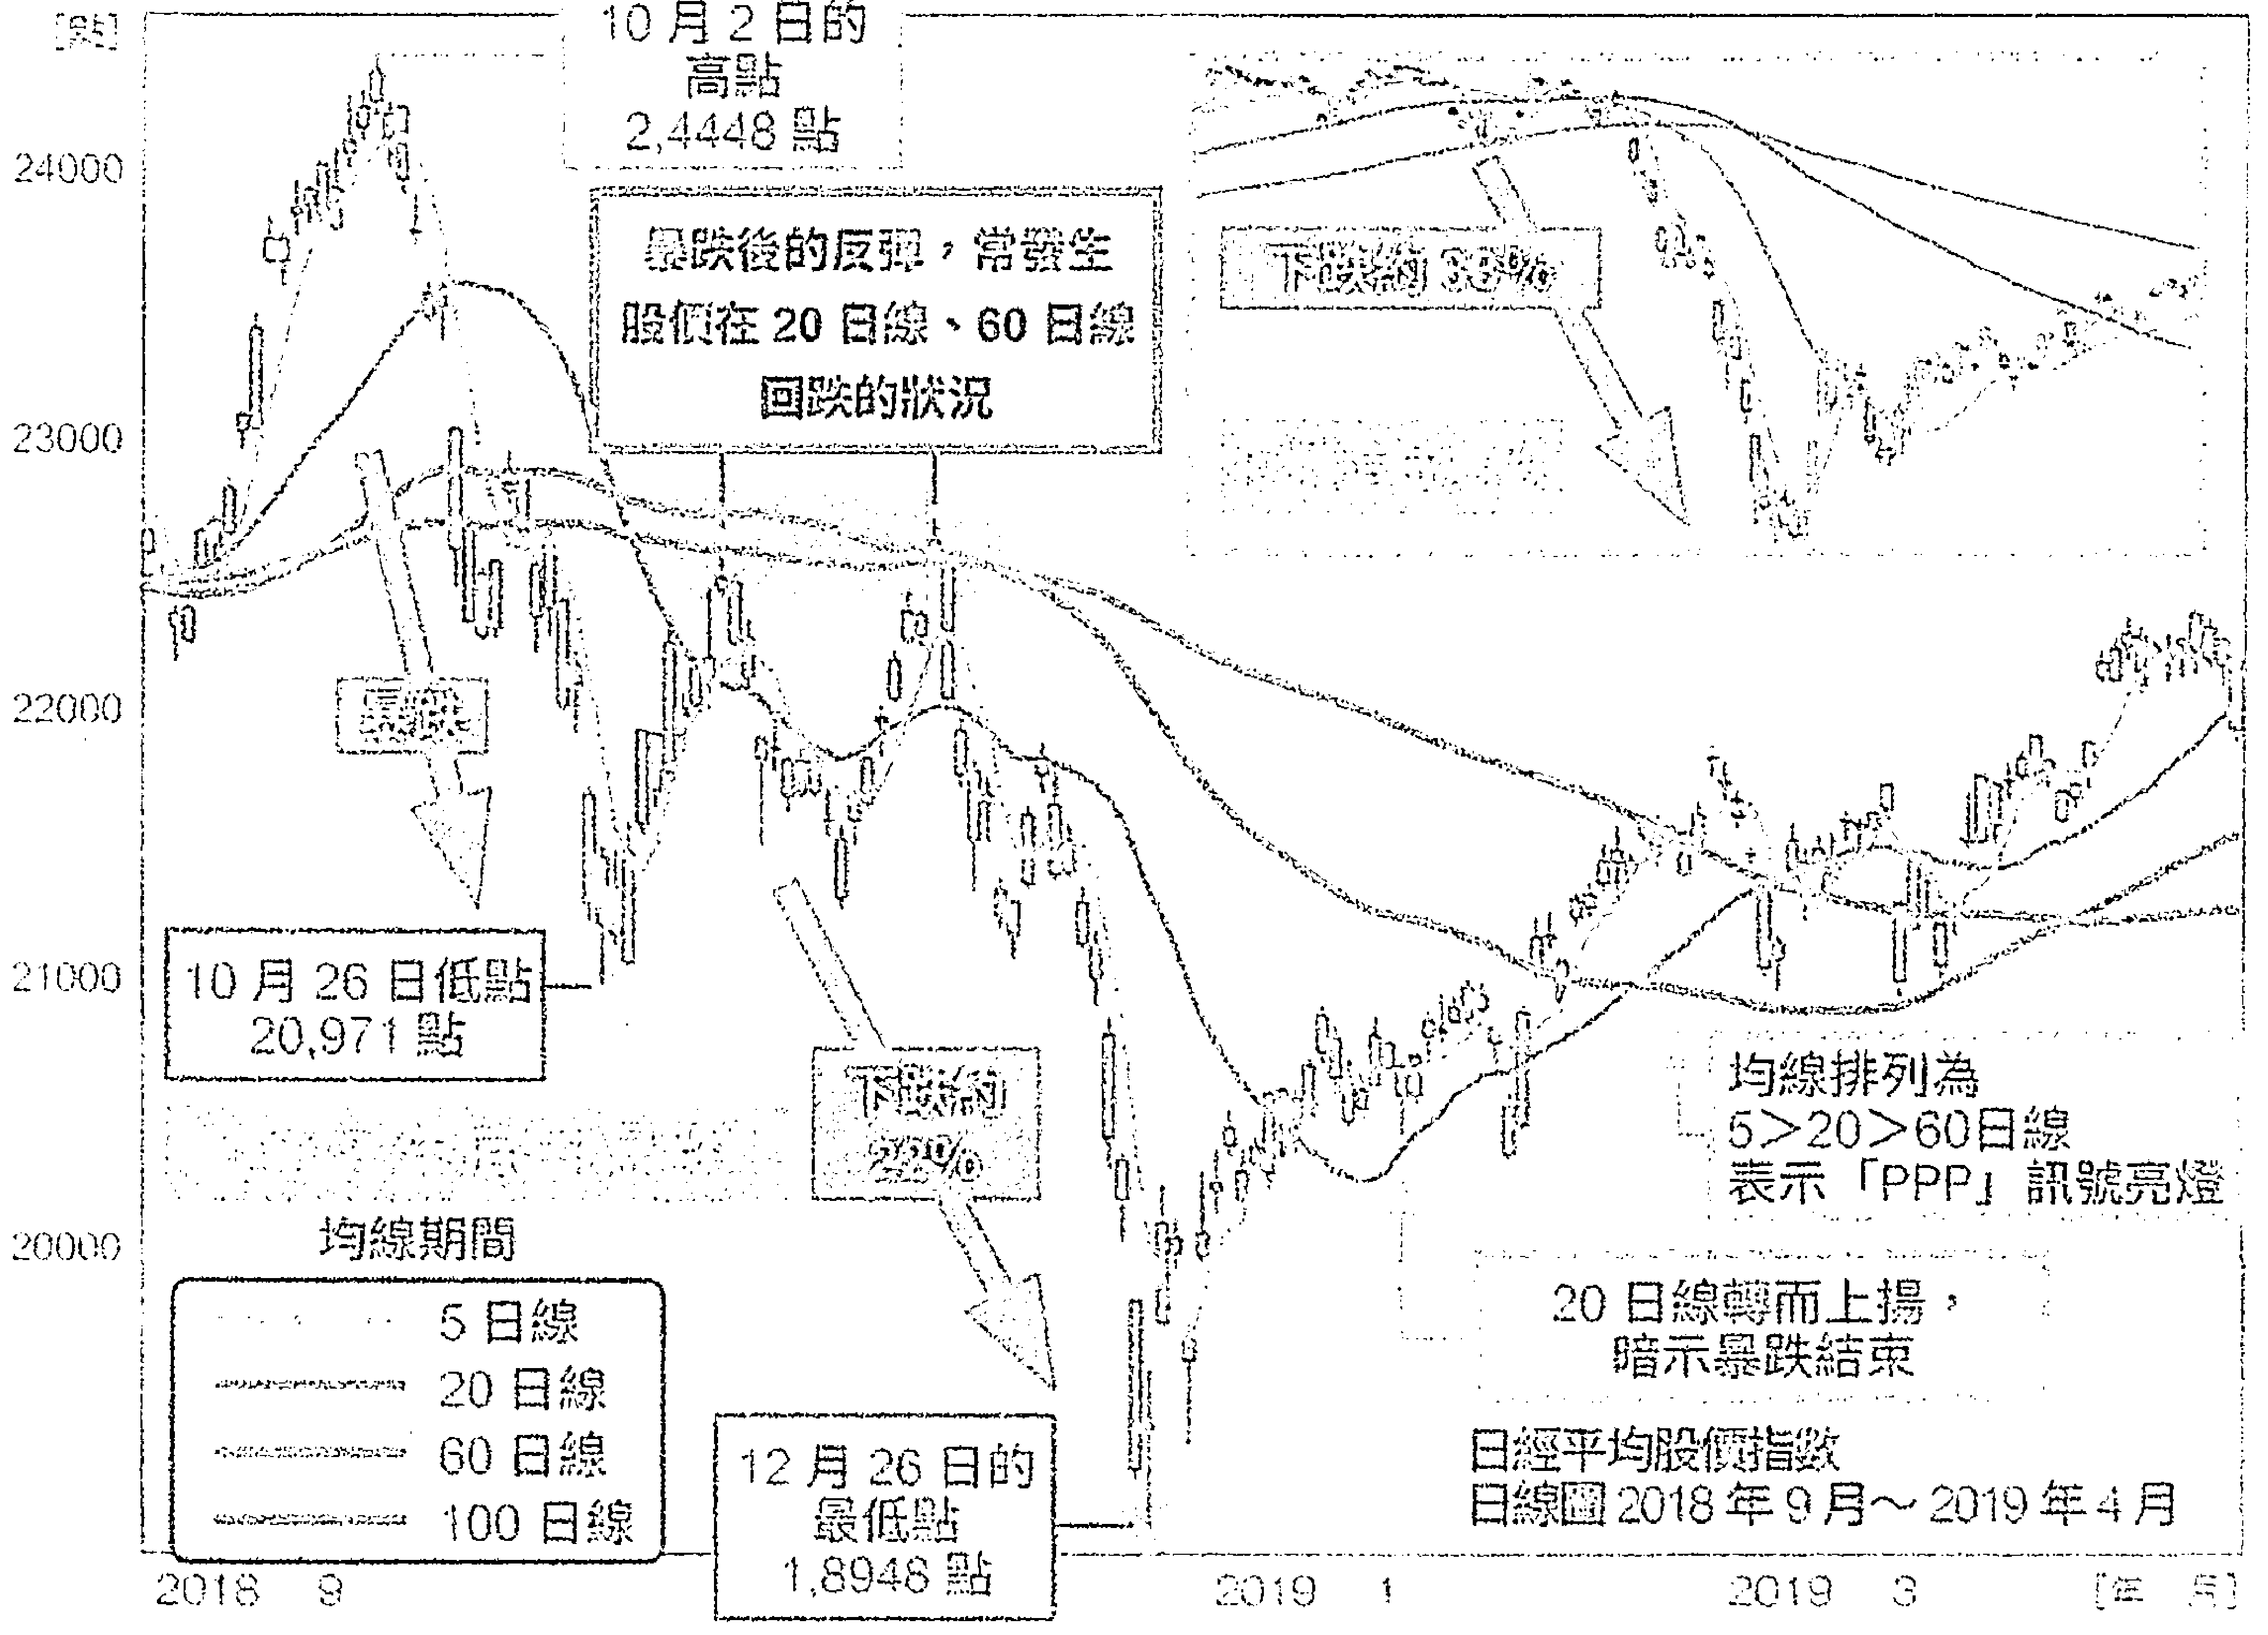 [點]
10月2日的
高點
2,4448點
24000
23000
22000
21000
20000
暴跌後的反彈，常發生
股價在20日線、60日線
回跌的狀況
下跌約
暴跌
10月26日低點
20,971點
下跌約
22%
均線期間
5日線
20日線
60日線
100日線
12月26日的
最低點
1,8948點
均線排列為
5＞20＞60日線
表示「PPP」訊號亮燈
20日線轉而上揚，
暗示暴跌結束
日經平均股價指數
日線圖2018年9月～2019年4月
2018 9
2019 1
2019 3
[年 月]